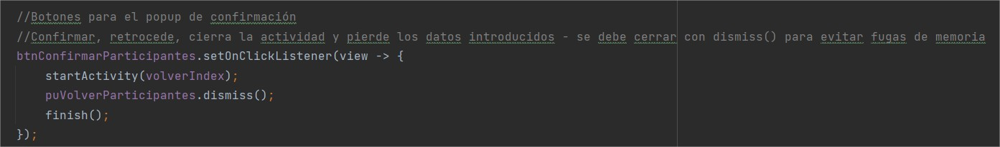 //Botones para el popup de confirmación
//Confirmar, retrocede, cierra la actividad y pierde los datos introducidos - se debe cerrar con dismiss() para evitar fugas de memoria
btnConfirmarParticipantes.setOnClickListener(view -> {
    startActivity(volverIndex);
    puVolverParticipantes.dismiss();
    finish();
});